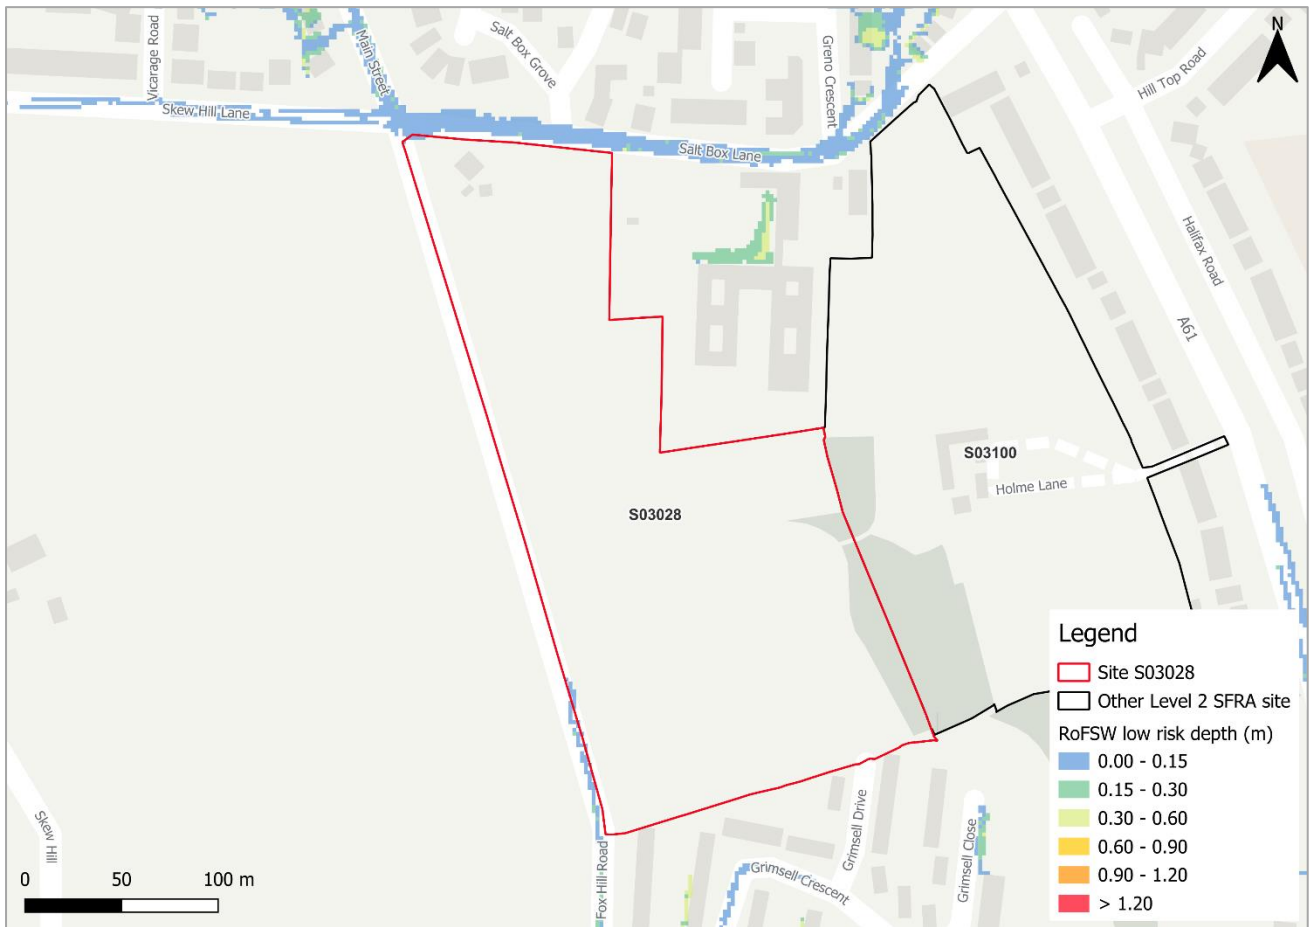 Vicarage Road
Main Street
Salt Box Grove
Greno Crescent
N
Hill Top Road
Skew Hill Lane
Salt Box Lane
Halifax Road
A61
S03100
Holme Lane
S03028
Skew Hill
Fox Hill Road
Grimsell Drive
Grimsell Crescent
Grimsell Close
0 50 100 m
Legend
Site S03028
Other Level 2 SFRA site
RoFSW low risk depth (m)
0.00 - 0.15
0.15 - 0.30
0.30 - 0.60
0.60 - 0.90
0.90 - 1.20
> 1.20